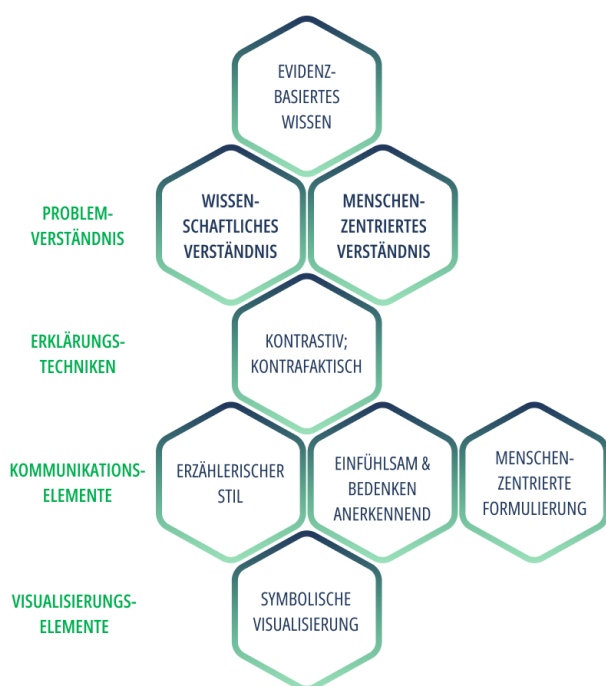 EVIDENZ-
BASIERTES
WISSEN
PROBLEM-
VERSTÄNDNIS
WISSEN-
SCHAFTLICHES
VERSTÄNDNIS
MENSCHEN-
ZENTRIERTES
VERSTÄNDNIS
ERKLÄRUNGS-
TECHNIKEN
KONTRASTIV;
KONTRAFAKTISCH
KOMMUNIKATIONS-
ELEMENTE
ERZÄHLERISCHER
STIL
EINFÜHLSAM &
BEDENKEN
ANERKENNEND
MENSCHEN-
ZENTRIERTE
FORMULIERUNG
VISUALISIERUNGS-
ELEMENTE
SYMBOLISCHE
VISUALISIERUNG